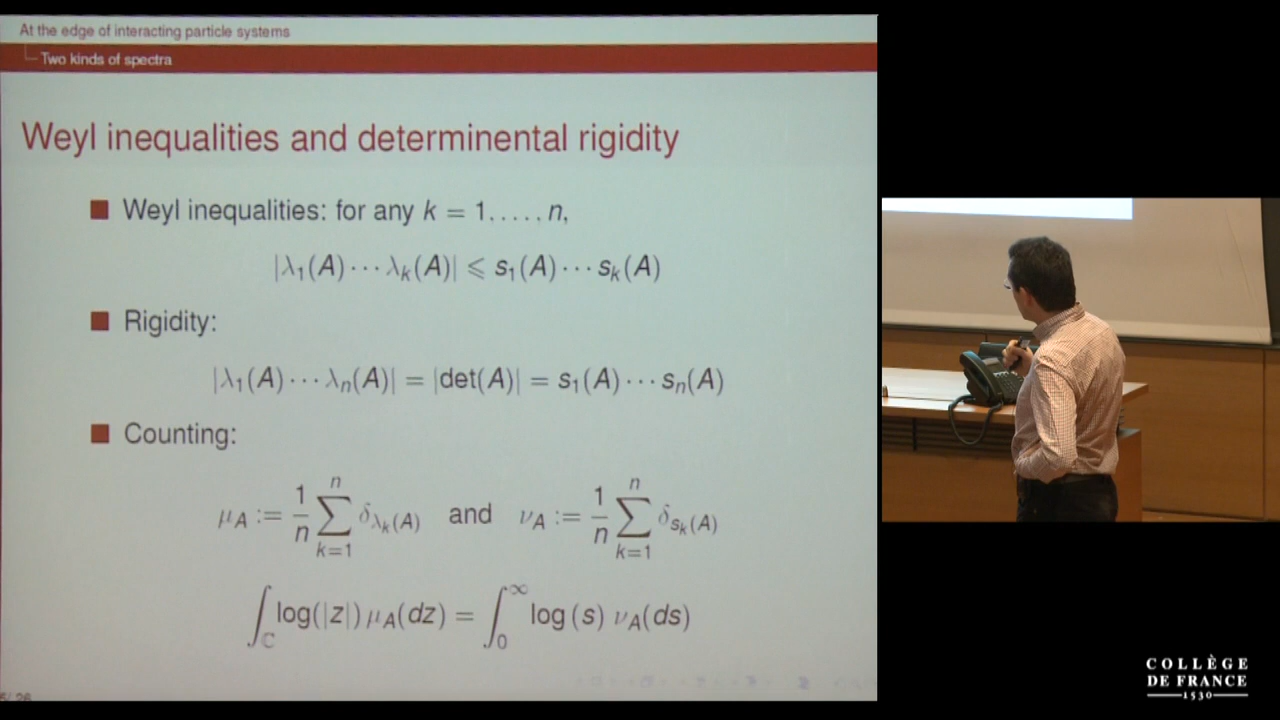 At the edge of interacting particle systems
Two kinds of spectra
Weyl inequalities and determinental rigidity
Weyl inequalities: for any k = 1, . . . , n,
|λ₁(A) ⋯ λₖ(A)| ⩽ s₁(A) ⋯ sₖ(A)
Rigidity:
|λ₁(A) ⋯ λₙ(A)| = |det(A)| = s₁(A) ⋯ sₙ(A)
Counting:
μ_A := 1/n ∑_{k=1}^{n} δ_{λₖ(A)} and ν_A := 1/n ∑_{k=1}^{n} δ_{sₖ(A)}
∫_ℂ log(|z|) μ_A(dz) = ∫_0^∞ log(s) ν_A(ds)
COLLÈGE
DE FRANCE
1530